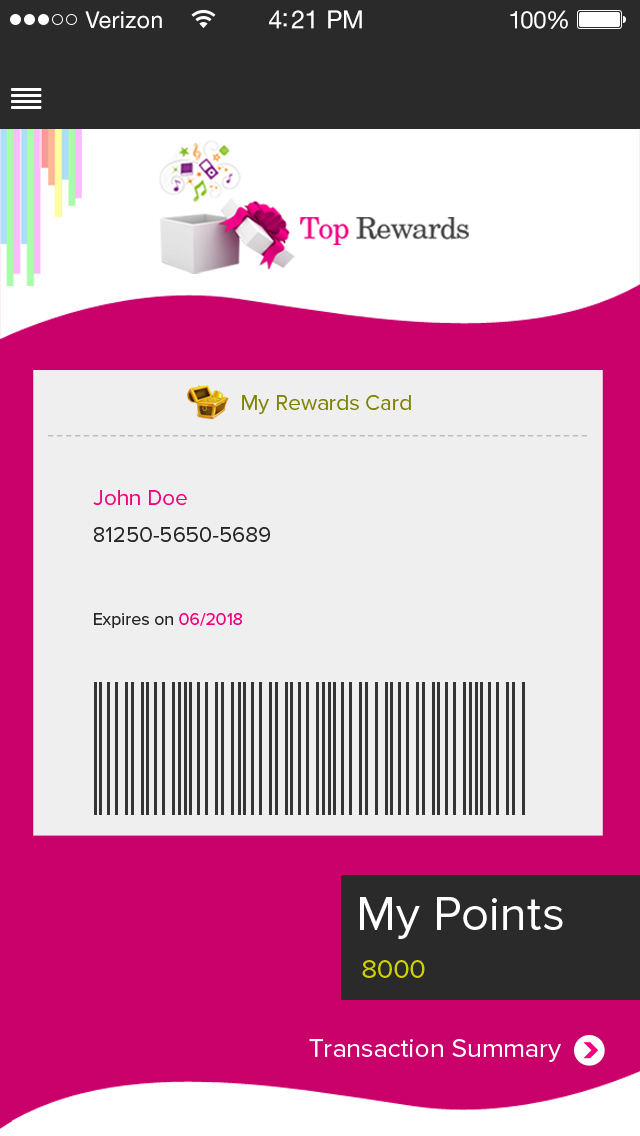 Verizon 4:21 PM 100%
Top Rewards
My Rewards Card
John Doe
81250-5650-5689
Expires on 06/2018
My Points
8000
Transaction Summary